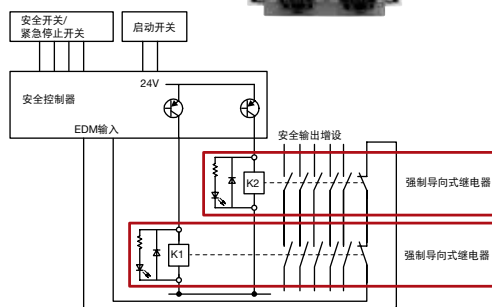 安全开关/
紧急停止开关
启动开关
24V
安全控制器
EDM输入
安全输出增设
K2
强制导向式继电器
K1
强制导向式继电器